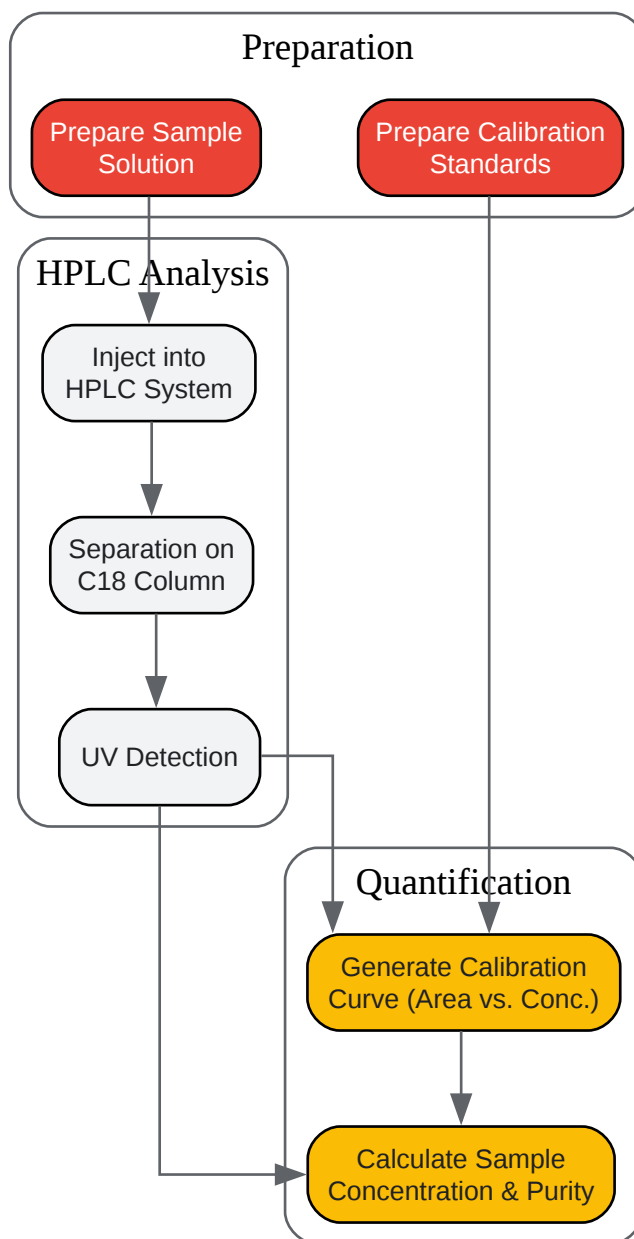 Preparation
Prepare Sample
Solution
Prepare Calibration
Standards
HPLC Analysis
Inject into
HPLC System
Separation on
C18 Column
UV Detection
Quantification
Generate Calibration
Curve (Area vs. Conc.)
Calculate Sample
Concentration & Purity